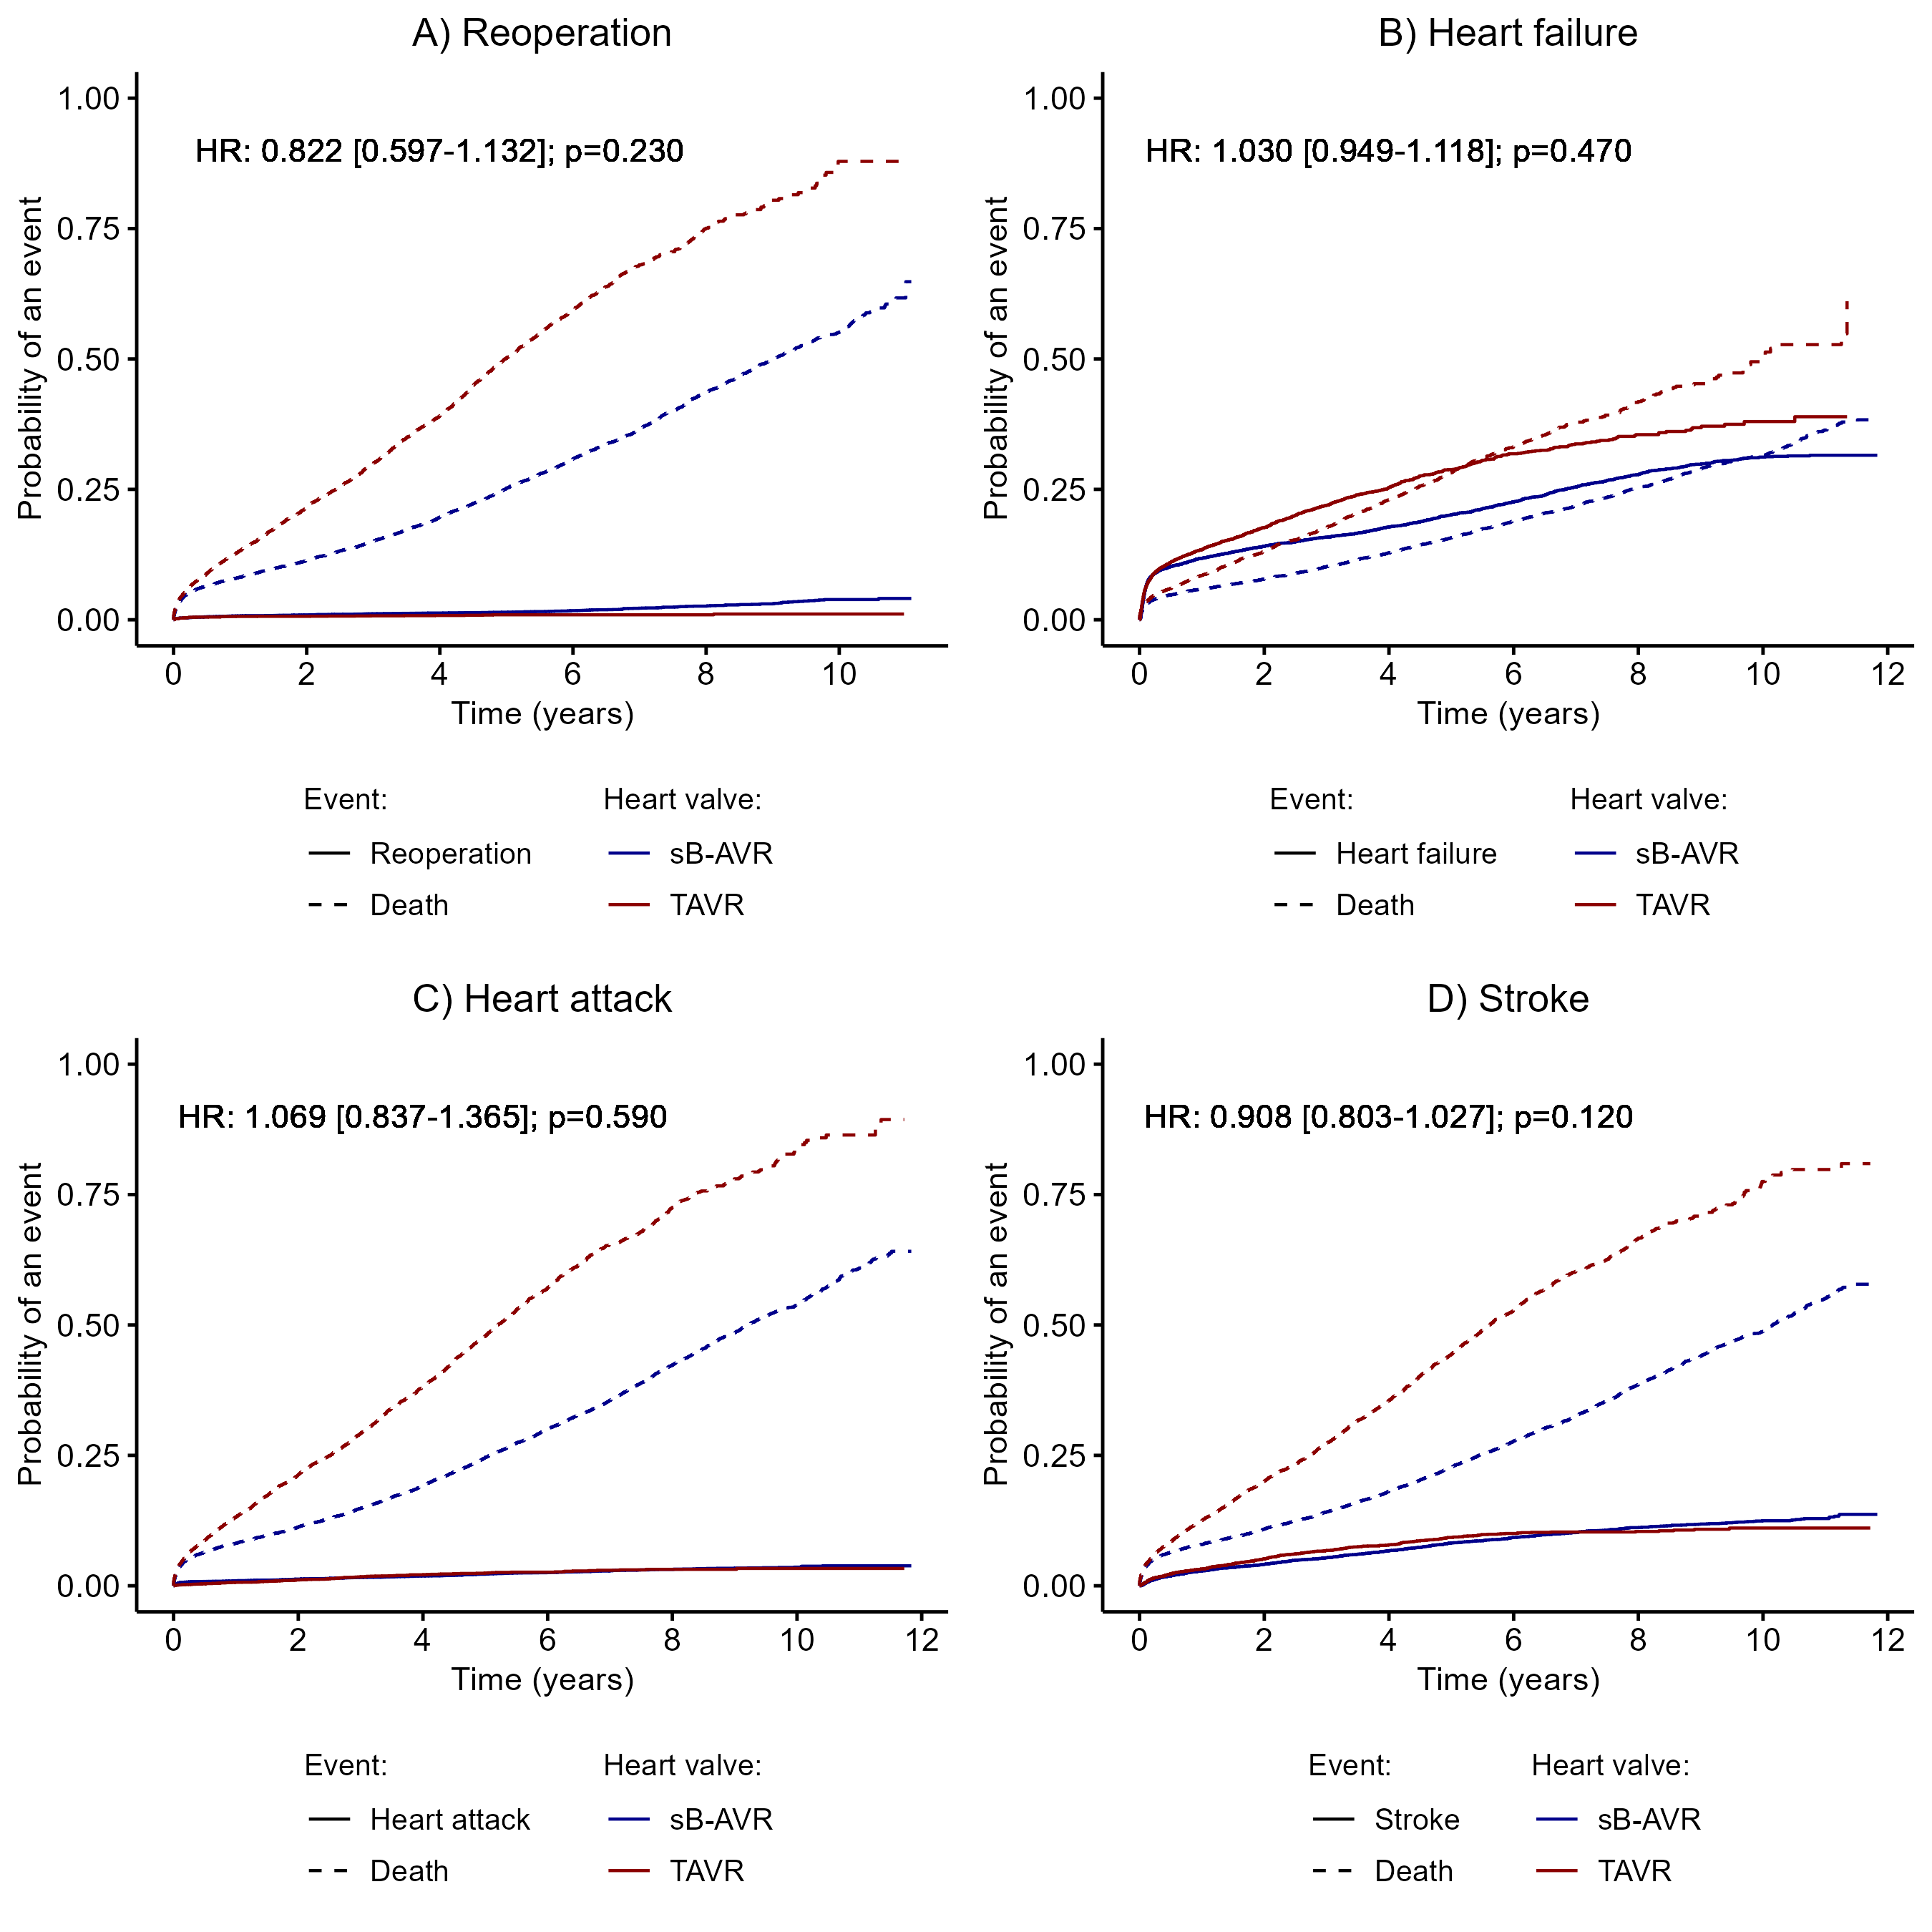 A) Reoperation
HR: 0.822 [0.597-1.132]; p=0.230
Probability of an event
1.00
0.75
0.50
0.25
0.00
0 2 4 6 8 10
Time (years)
Event: Heart valve:
Reoperation sB-AVR
Death TAVR
B) Heart failure
HR: 1.030 [0.949-1.118]; p=0.470
Probability of an event
1.00
0.75
0.50
0.25
0.00
0 2 4 6 8 10 12
Time (years)
Event: Heart valve:
Heart failure sB-AVR
Death TAVR
C) Heart attack
HR: 1.069 [0.837-1.365]; p=0.590
Probability of an event
1.00
0.75
0.50
0.25
0.00
0 2 4 6 8 10 12
Time (years)
Event: Heart valve:
Heart attack sB-AVR
Death TAVR
D) Stroke
HR: 0.908 [0.803-1.027]; p=0.120
Probability of an event
1.00
0.75
0.50
0.25
0.00
0 2 4 6 8 10 12
Time (years)
Event: Heart valve:
Stroke sB-AVR
Death TAVR